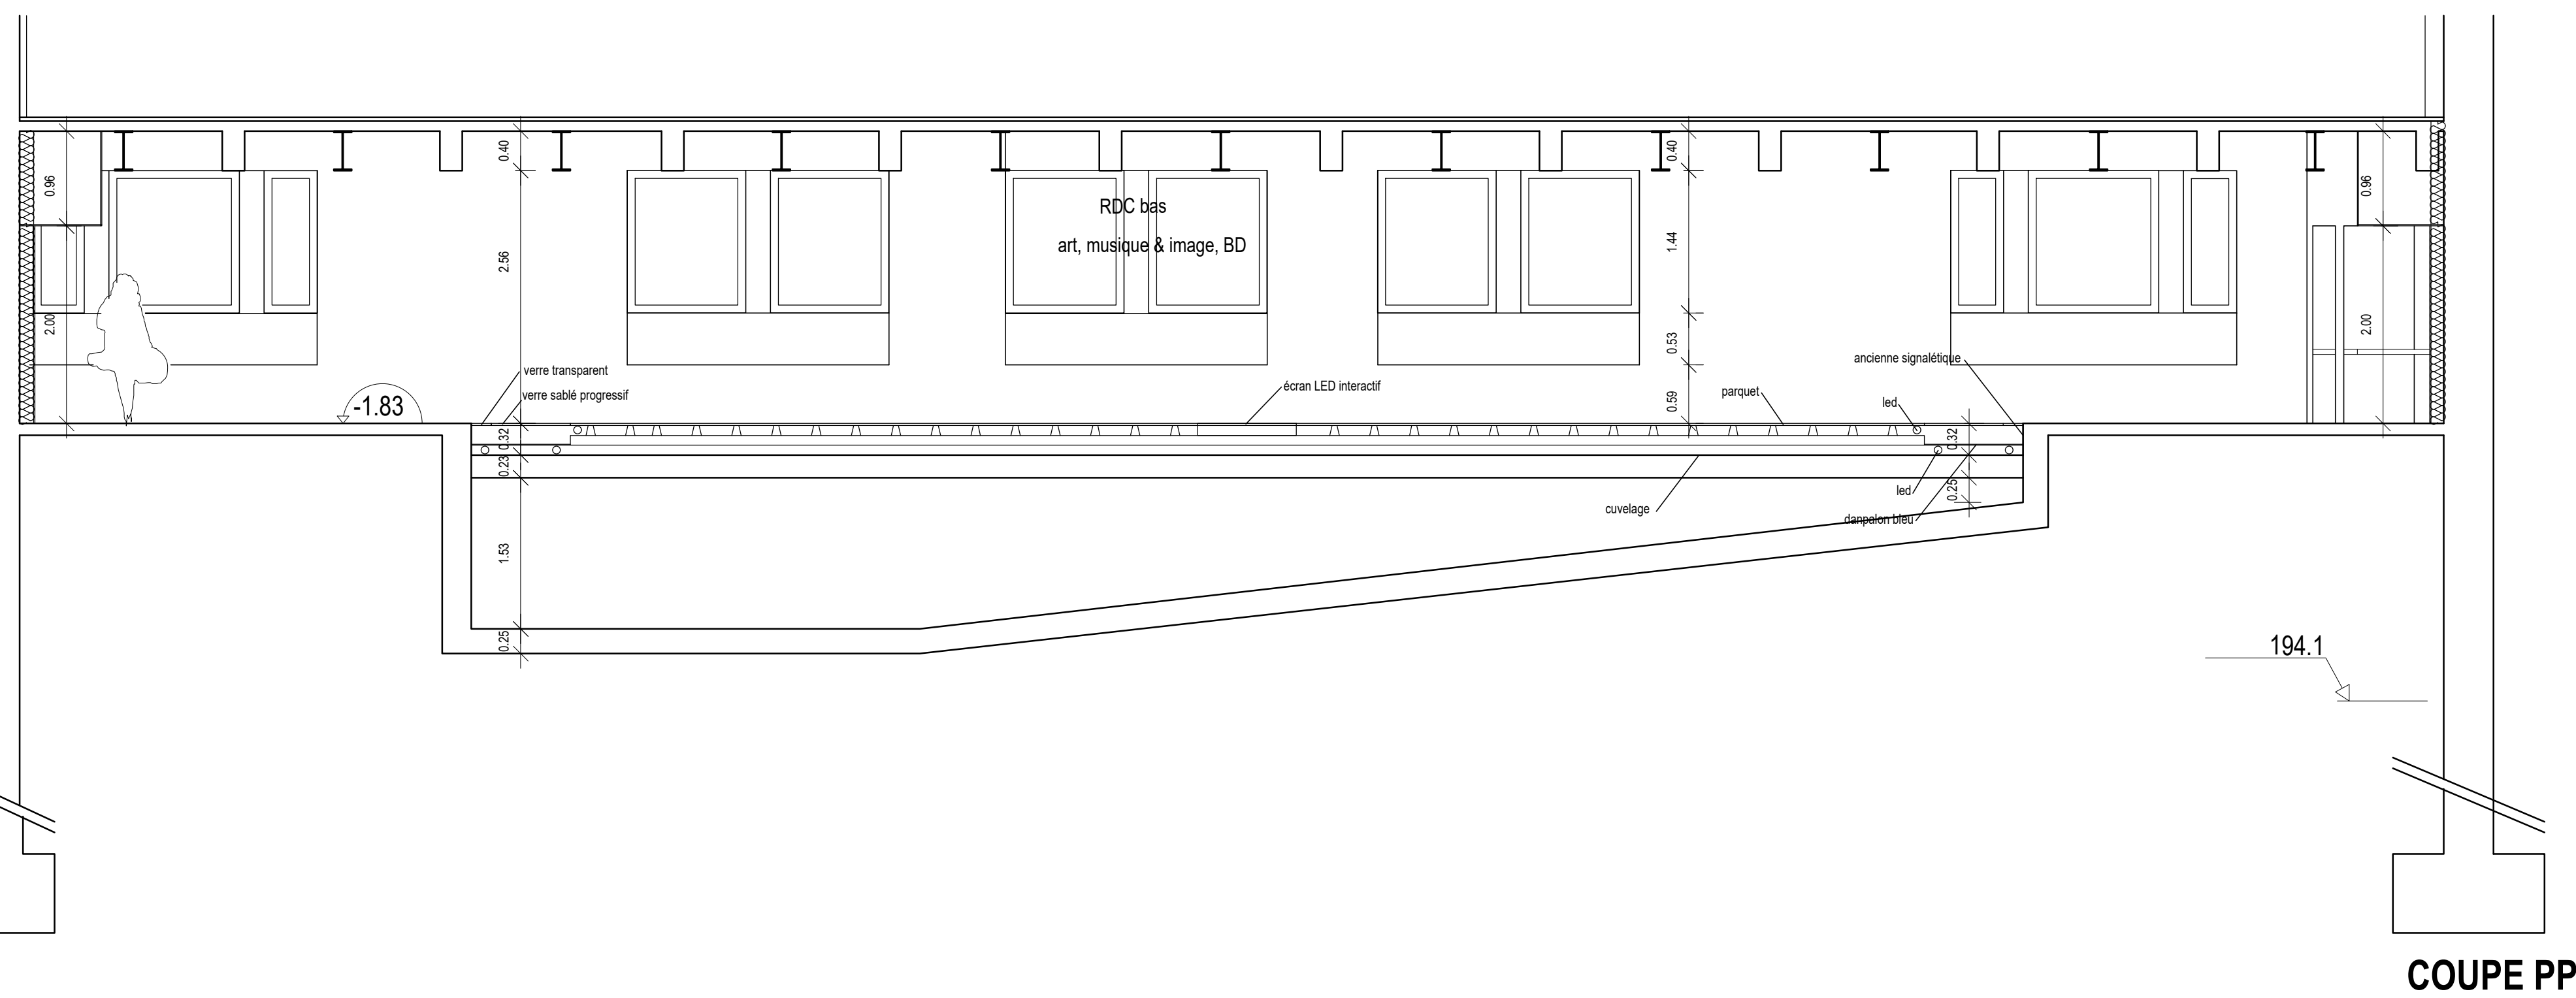 0.96
0.40
0.40
0.96
RDC bas
art, musique & image, BD
2.56
1.44
2.00
0.53
2.00
verre transparent
verre sablé progressif
écran LED interactif
parquet
ancienne signalétique
led
-1.83
0.59
0.32
0.32
0.23
0.25
led
cuvelage
danpalon bleu
1.53
0.25
194.1
COUPE PP